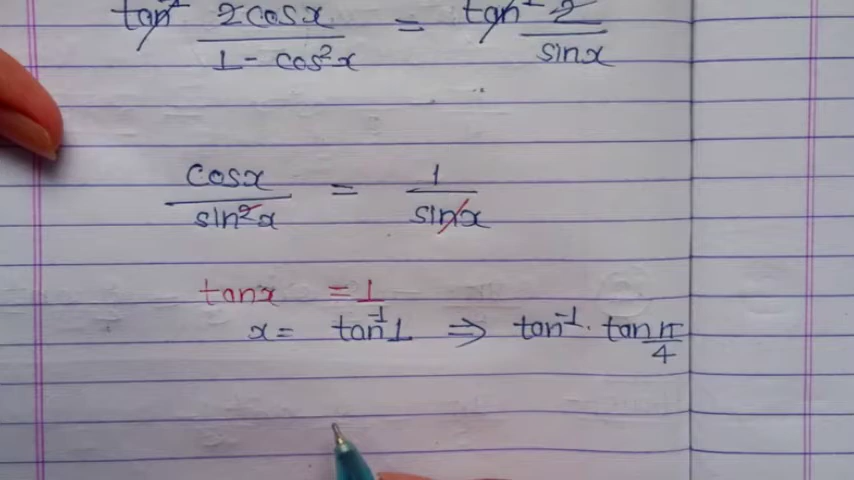 tan⁻¹ 2cosx / 1 - cos²x = tan⁻¹ 2 / sinx
cosx / sin²x = 1 / sinx
tanx = 1
x = tan⁻¹1 ⇒ tan⁻¹. tan π/4